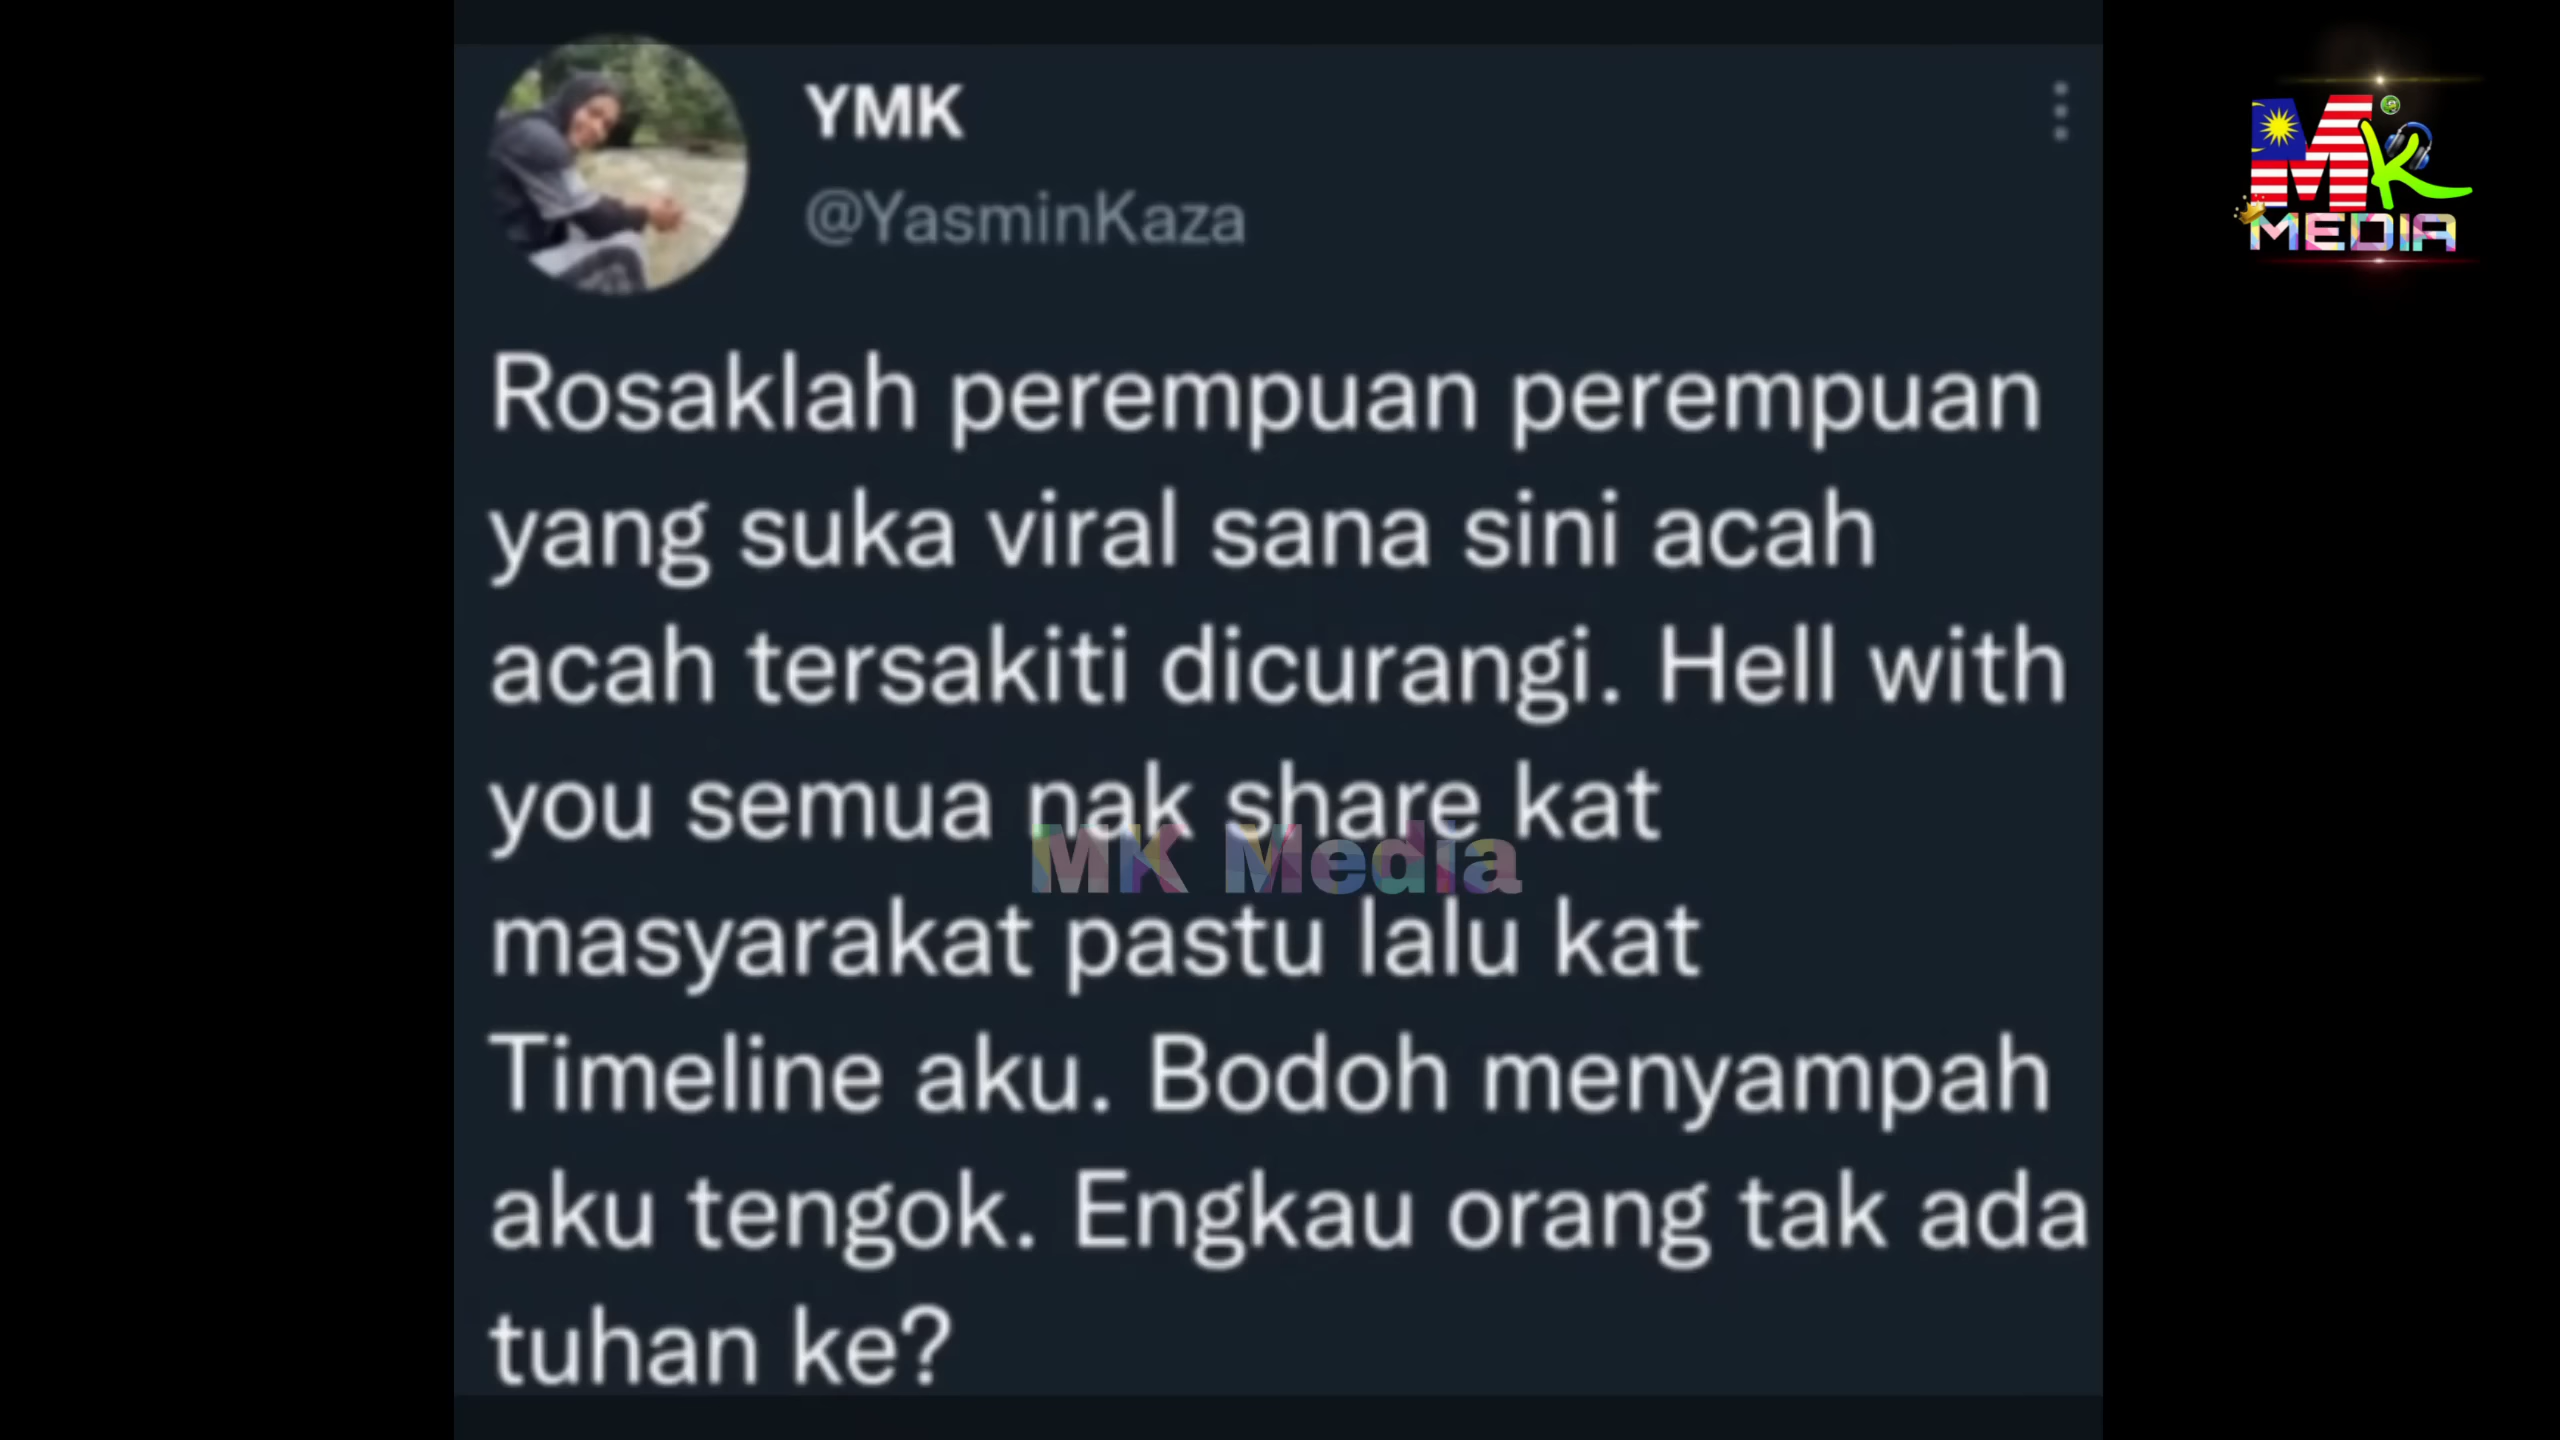 YMK
@YasminKaza
Rosaklah perempuan perempuan
yang suka viral sana sini acah
acah tersakiti dicurangi. Hell with
you semua nak share kat
masyarakat pastu lalu kat
Timeline aku. Bodoh menyampah
aku tengok. Engkau orang tak ada
tuhan ke?
MK Media
MK
MEDIA